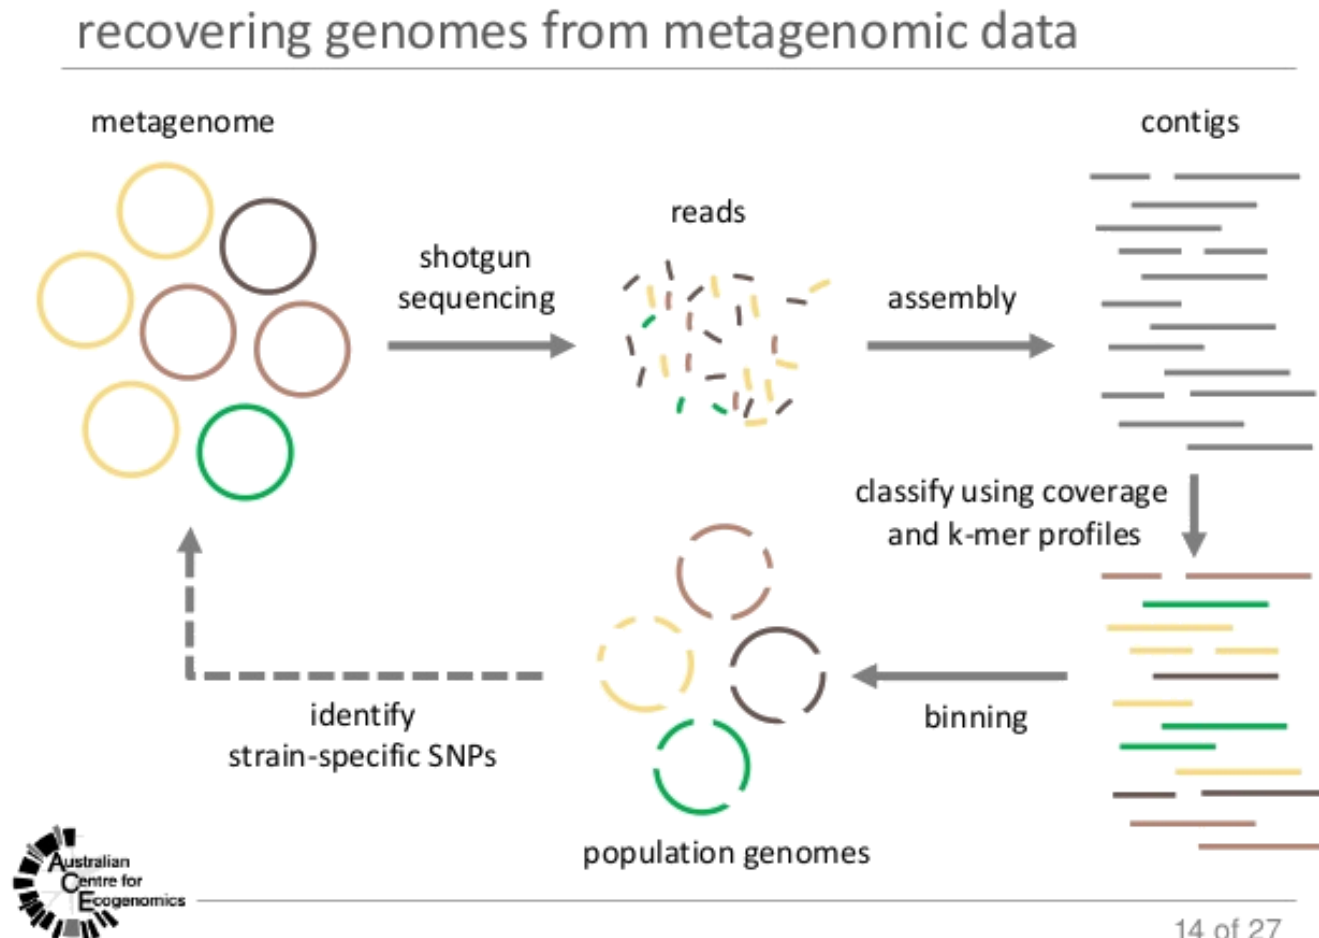 recovering genomes from metagenomic data
metagenome
contigs
reads
shotgun
sequencing
assembly
classify using coverage
and k-mer profiles
binning
identify
strain-specific SNPs
population genomes
Australian
Centre for
Ecogenomics
14 of 27